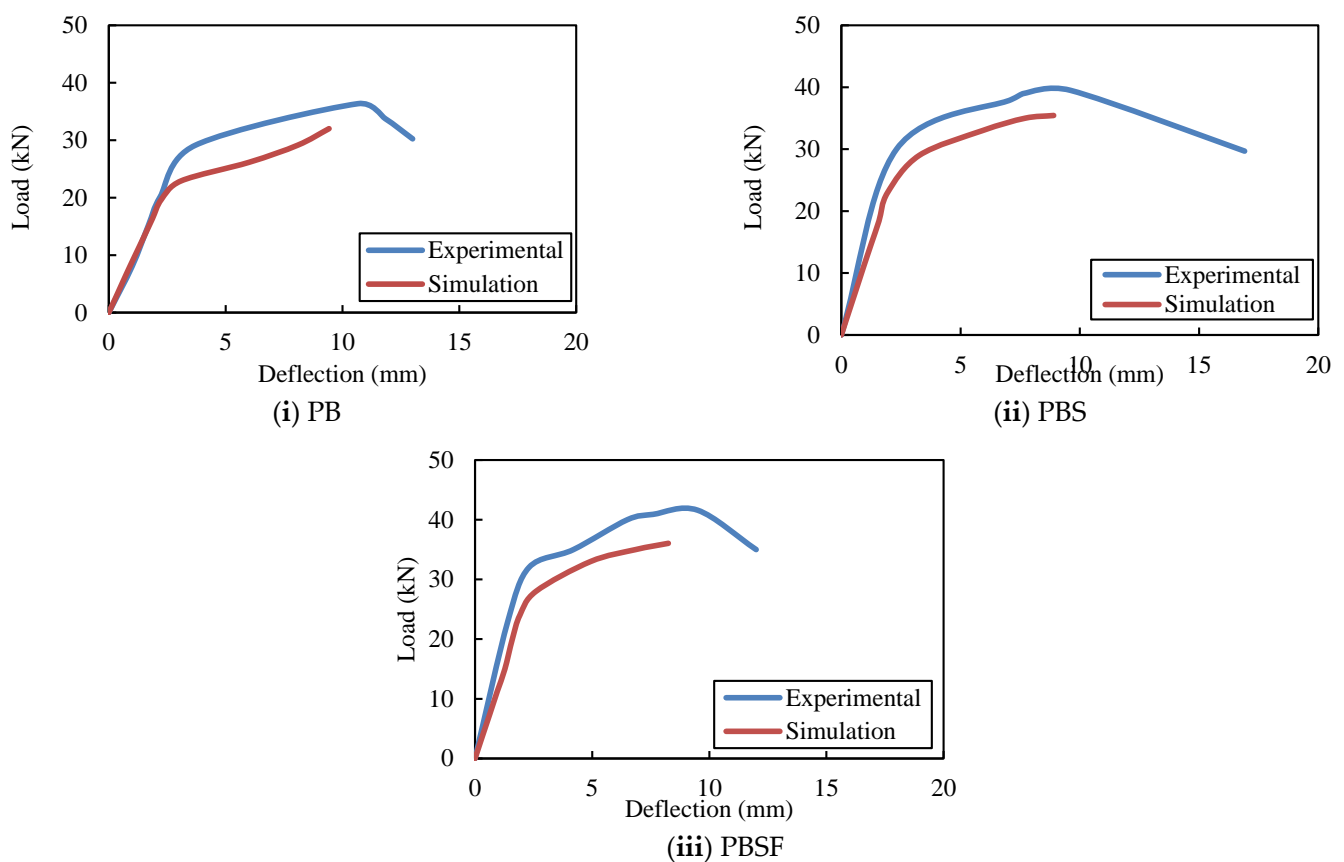 50
40
30
20
10
0
Load (kN)
Experimental
Simulation
0 5 10 15 20
Deflection (mm)
(i) PB
50
40
30
20
10
0
Load (kN)
Experimental
Simulation
0 5 10 15 20
Deflection (mm)
(ii) PBS
50
40
30
20
10
0
Load (kN)
Experimental
Simulation
0 5 10 15 20
Deflection (mm)
(iii) PBSF